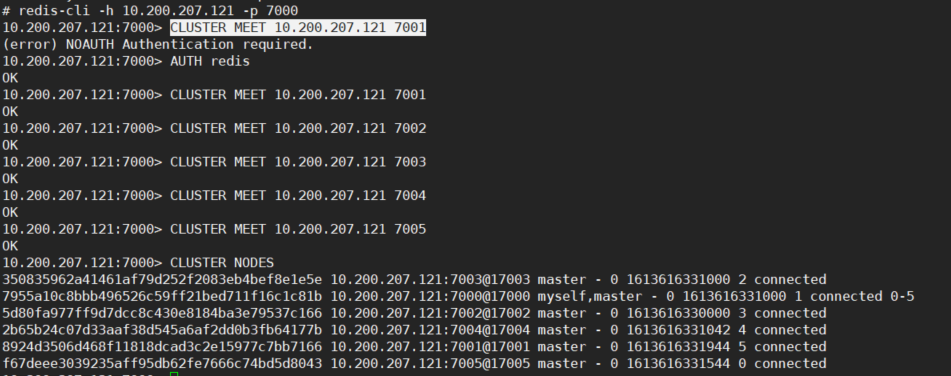 # redis-cli -h 10.200.207.121 -p 7000
10.200.207.121:7000> CLUSTER MEET 10.200.207.121 7001
(error) NOAUTH Authentication required.
10.200.207.121:7000> AUTH redis
OK
10.200.207.121:7000> CLUSTER MEET 10.200.207.121 7001
OK
10.200.207.121:7000> CLUSTER MEET 10.200.207.121 7002
OK
10.200.207.121:7000> CLUSTER MEET 10.200.207.121 7003
OK
10.200.207.121:7000> CLUSTER MEET 10.200.207.121 7004
OK
10.200.207.121:7000> CLUSTER MEET 10.200.207.121 7005
OK
10.200.207.121:7000> CLUSTER NODES
350835962a41461af79d252f2083eb4bef8e1e5e 10.200.207.121:7003@17003 master - 0 1613616331000 2 connected
7955a10c8bbb496526c59ff21bed711f16c1c81b 10.200.207.121:7000@17000 myself,master - 0 1613616331000 1 connected 0-5
5d80fa977ff9d7dcc8c430e8184ba3e79537c166 10.200.207.121:7002@17002 master - 0 1613616330000 3 connected
2b65b24c07d33aaf38d545a6af2dd0b3fb64177b 10.200.207.121:7004@17004 master - 0 1613616331042 4 connected
8924d3506d468f11818dcad3c2e15977c7bb7166 10.200.207.121:7001@17001 master - 0 1613616331944 5 connected
f67deee3039235aff95db62fe7666c74bd5d8043 10.200.207.121:7005@17005 master - 0 1613616331544 0 connected